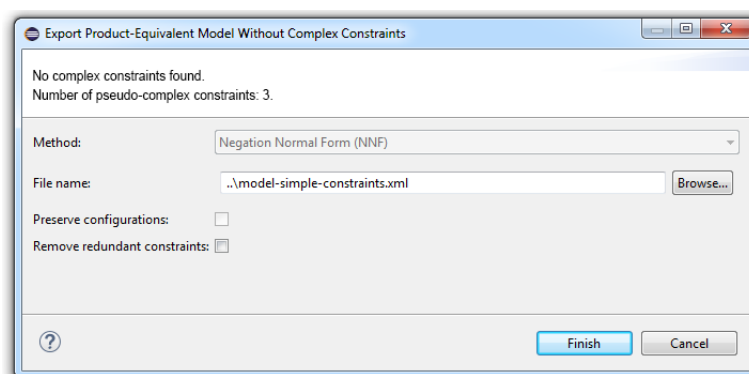 Export Product-Equivalent Model Without Complex Constraints
No complex constraints found.
Number of pseudo-complex constraints: 3.
Method: Negation Normal Form (NNF)
File name: ..\model-simple-constraints.xml Browse...
Preserve configurations:
Remove redundant constraints:
? Finish Cancel